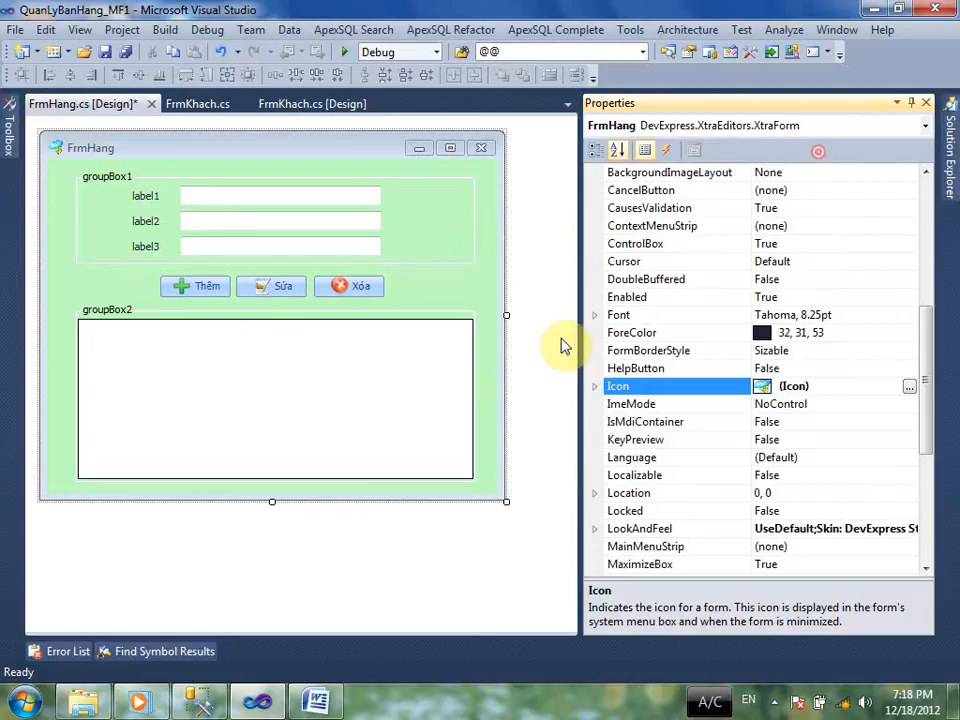 QuanLyBanHang_MF1 - Microsoft Visual Studio
File Edit View Project Build Debug Team Data ApexSQL Search ApexSQL Refactor ApexSQL Complete Tools Architecture Test Analyze Window Help
Debug @@
FrmHang.cs [Design]* FrmKhach.cs FrmKhach.cs [Design]
Properties
Toolbox
FrmHang DevExpress.XtraEditors.XtraForm
Solution Explorer
FrmHang
groupBox1
label1
label2
label3
Thêm Sửa Xóa
groupBox2
BackgroundImageLayout None
CancelButton (none)
CausesValidation True
ContextMenuStrip (none)
ControlBox True
Cursor Default
DoubleBuffered False
Enabled True
Font Tahoma, 8.25pt
ForeColor 32, 31, 53
FormBorderStyle Sizable
HelpButton False
Icon (Icon) ...
ImeMode NoControl
IsMdiContainer False
KeyPreview False
Language (Default)
Localizable False
Location 0, 0
Locked False
LookAndFeel UseDefault;Skin: DevExpress St
MainMenuStrip (none)
MaximizeBox True
Icon
Indicates the icon for a form. This icon is displayed in the form's
system menu box and when the form is minimized.
Error List Find Symbol Results
Ready
A/C EN
7:18 PM
12/18/2012